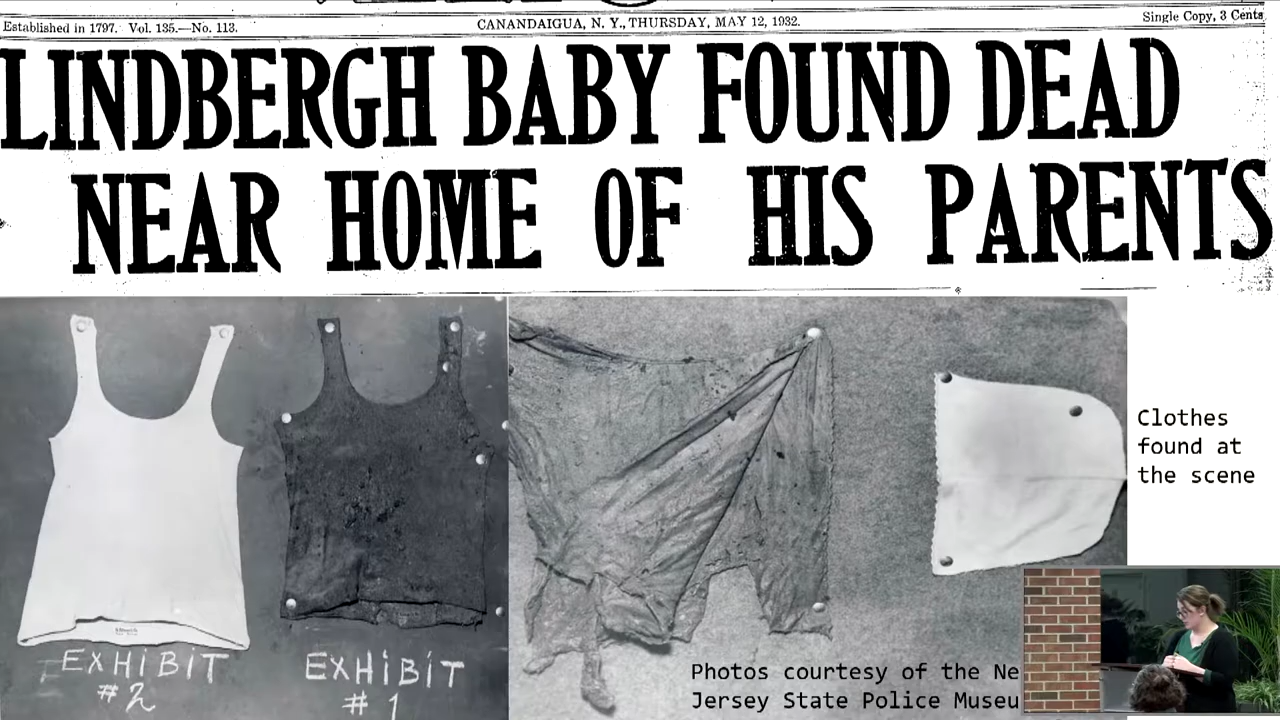 Established in 1797. Vol. 135.—No. 113.
CANANDAIGUA, N. Y., THURSDAY, MAY 12, 1932.
Single Copy, 3 Cents
LINDBERGH BABY FOUND DEAD
NEAR HOME OF HIS PARENTS
Clothes
found at
the scene
EXHiBiT
#2
EXHiBiT
#1
Photos courtesy of the Ne
Jersey State Police Museu